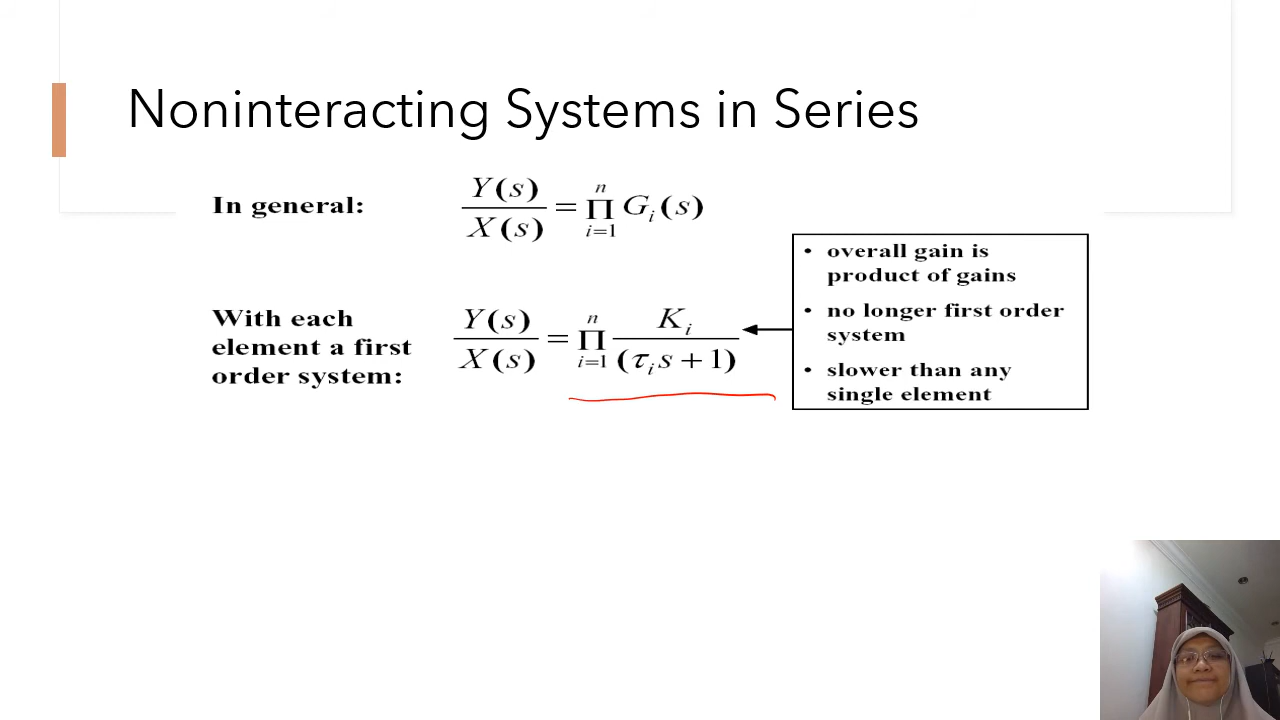 Noninteracting Systems in Series
In general:
Y(s)/X(s) = ∏_{i=1}^{n} G_i(s)
With each
element a first
order system:
Y(s)/X(s) = ∏_{i=1}^{n} K_i/(τ_i s + 1)
• overall gain is
product of gains
• no longer first order
system
• slower than any
single element